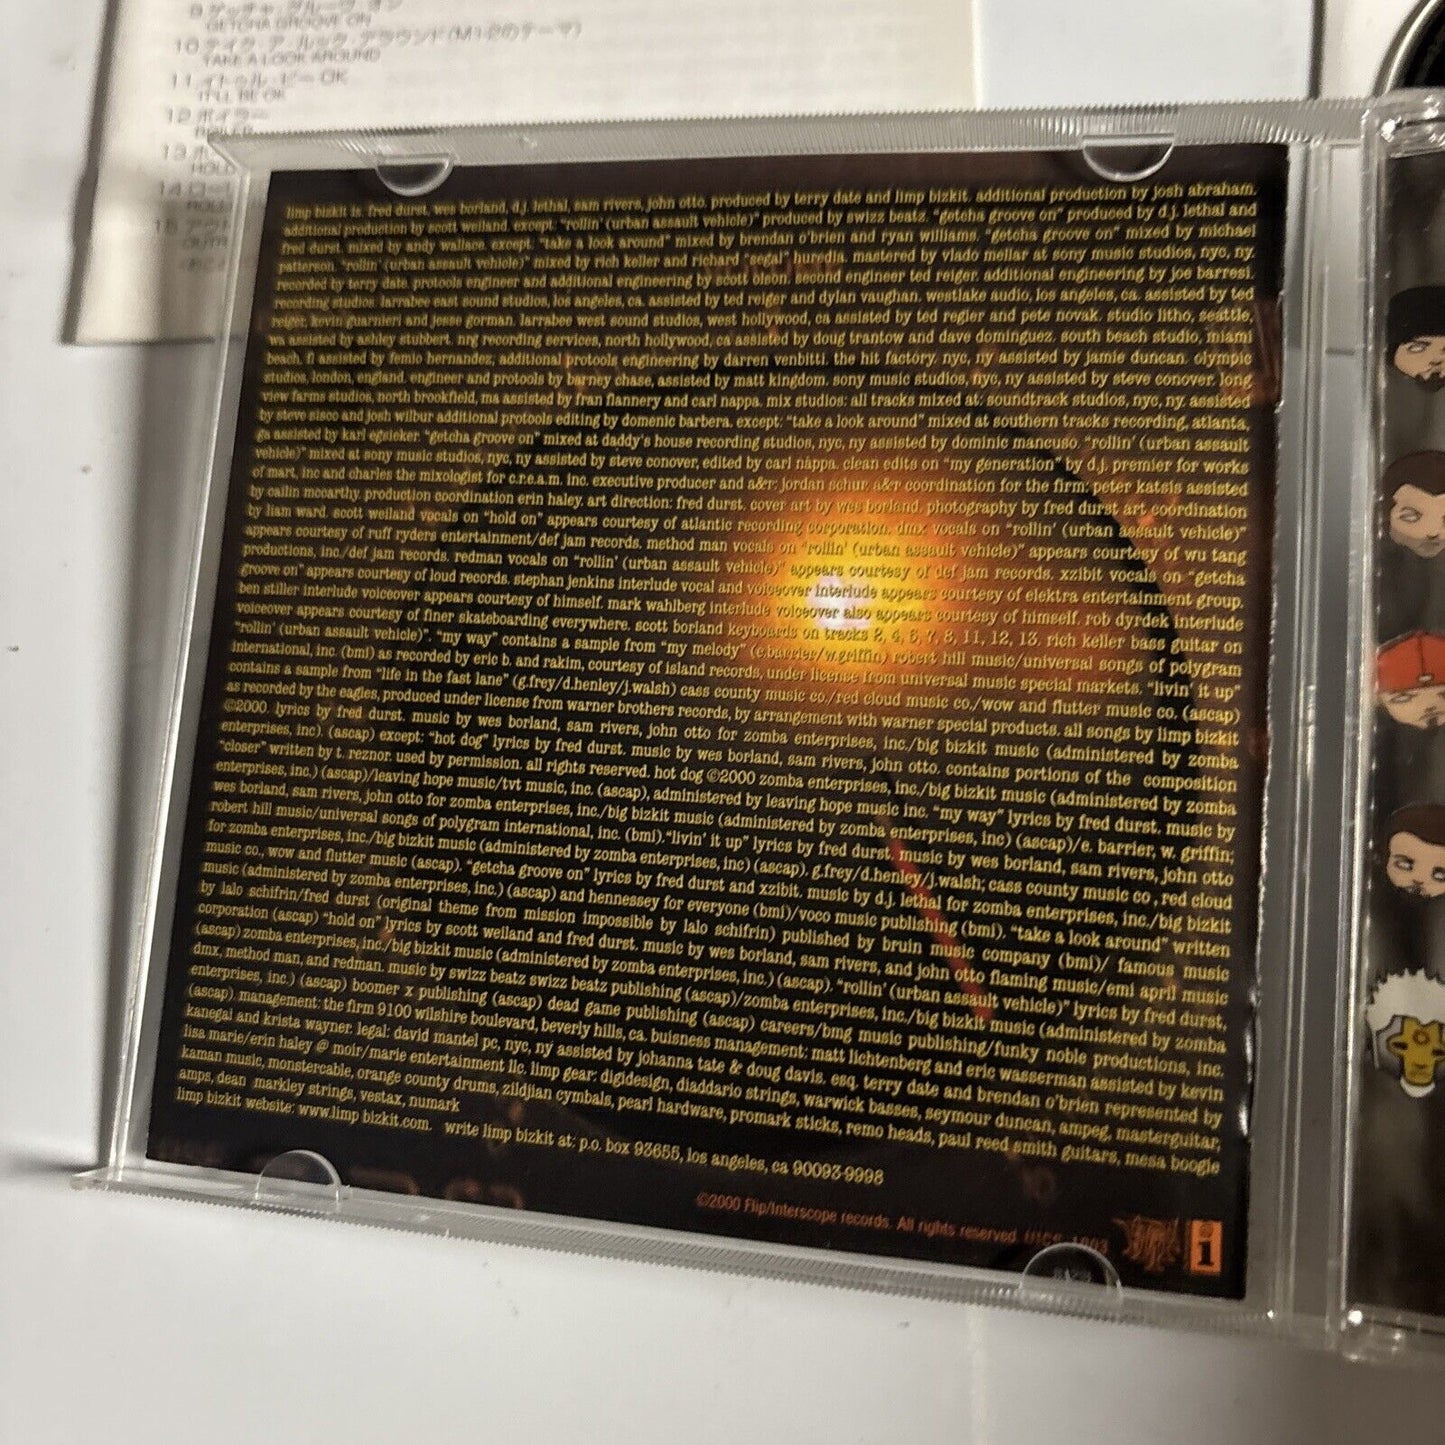 9 ゲッチャ・グルーヴ・オン
GETCHA GROOVE ON
10 テイク・ア・ルック・アラウンド (M:I-2のテーマ)
TAKE A LOOK AROUND
11 イトゥル・ビー・OK
IT'LL BE OK
12 ボイラー
BOILER
13
HOLD
14
ROLL
15
OUTR
limp bizkit is. fred durst, wes borland, d.j. lethal, sam rivers, john otto. produced by terry date and limp bizkit. additional production by josh abraham.
additional production by scott weiland. except. "rollin' (urban assault vehicle)" produced by swizz beatz. "getcha groove on" produced by d.j. lethal and
fred durst. mixed by andy wallace. except. "take a look around" mixed by brendan o'brien and ryan williams. "getcha groove on" mixed by michael
patterson. "rollin' (urban assault vehicle)" mixed by rich keller and richard "segal" huredia. mastered by vlado mellar at sony music studios, nyc, ny.
recorded by terry date. protools engineer and additional engineering by scott olson. second engineer ted reiger. additional engineering by joe barresi.
recording studios. larrabee east sound studios, los angeles, ca. assisted by ted reiger and dylan vaughan. westlake audio, los angeles, ca. assisted by ted
reiger, kevin guarnieri and jesse gorman. larrabee west sound studios, west hollywood, ca assisted by ted regler and pete novak. studio litho, seattle,
wa assisted by ashley stubbert. nrg recording services, north hollywood, ca assisted by doug trantow and dave dominguez. south beach studio, miami
beach, fl assisted by femio hernandez, additional protools engineering by darren venbitti. the hit factory, nyc, ny assisted by jamie duncan. olympic
studios, london, england. engineer and protools by barney chase, assisted by matt kingdom. sony music studios, nyc, ny assisted by steve conover. long
view farms studios, north brookfield, ma assisted by fran flannery and carl nappa. mix studios: all tracks mixed at: soundtrack studios, nyc, ny. assisted
by steve sisco and josh wilbur additional protools editing by domenic barbera. except: "take a look around" mixed at southern tracks recording, atlanta,
ga assisted by karl egsieker. "getcha groove on" mixed at daddy's house recording studios, nyc, ny assisted by dominic mancuso. "rollin' (urban assault
vehicle)" mixed at sony music studios, nyc, ny assisted by steve conover, edited by carl nappa. clean edits on "my generation" by d.j. premier for works
of mart, inc and charles the mixologist for c.r.e.a.m. inc. executive producer and a&r: jordan schur a&r coordination for the firm: peter katsis assisted
by cailin mccarthy. production coordination erin haley. art direction: fred durst. cover art by wes borland. photography by fred durst art coordination
by liam ward. scott weiland vocals on "hold on" appears courtesy of atlantic recording corporation. dmx vocals on "rollin' (urban assault vehicle)"
appears courtesy of ruff ryders entertainment/def jam records. method man vocals on "rollin' (urban assault vehicle)" appears courtesy of wu tang
productions, inc./def jam records. redman vocals on "rollin' (urban assault vehicle)" appears courtesy of def jam records. xzibit vocals on "getcha
groove on" appears courtesy of loud records. stephan jenkins interlude vocal and voiceover interlude appears courtesy of elektra entertainment group.
ben stiller interlude voiceover appears courtesy of himself. mark wahlberg interlude voiceover also appears courtesy of himself. rob dyrdek interlude
voiceover appears courtesy of finer skateboarding everywhere. scott borland keyboards on tracks 2, 4, 5, 7, 8, 11, 12, 13. rich keller bass guitar on
"rollin' (urban assault vehicle)". "my way" contains a sample from "my melody" (e.barrier/w.griffin) robert hill music/universal songs of polygram
international, inc. (bmi) as recorded by eric b. and rakim, courtesy of island records, under license from universal music special markets. "livin' it up"
contains a sample from "life in the fast lane" (g.frey/d.henley/j.walsh) cass county music co./red cloud music co./wow and flutter music co. (ascap)
as recorded by the eagles, produced under license from warner brothers records, by arrangement with warner special products. all songs by limp bizkit
©2000. lyrics by fred durst. music by wes borland, sam rivers, john otto for zomba enterprises, inc./big bizkit music (administered by zomba
enterprises, inc). (ascap) except: "hot dog" lyrics by fred durst. music by wes borland, sam rivers, john otto. contains portions of the composition
"closer" written by t. reznor. used by permission. all rights reserved. hot dog ©2000 zomba enterprises, inc./big bizkit music (administered by zomba
enterprises, inc.) (ascap)/leaving hope music/tvt music, inc. (ascap), administered by leaving hope music inc. "my way" lyrics by fred durst. music by
wes borland, sam rivers, john otto for zomba enterprises, inc./big bizkit music (administered by zomba enterprises, inc) (ascap)/e. barrier, w. griffin;
robert hill music/universal songs of polygram international, inc. (bmi). "livin' it up" lyrics by fred durst. music by wes borland, sam rivers, john otto
for zomba enterprises, inc./big bizkit music (administered by zomba enterprises, inc) (ascap). g.frey/d.henley/j.walsh; cass county music co, red cloud
music co., wow and flutter music (ascap). "getcha groove on" lyrics by fred durst and xzibit. music by d.j. lethal for zomba enterprises, inc./big bizkit
music (administered by zomba enterprises, inc.) (ascap) and hennessey for everyone (bmi)/voco music publishing (bmi). "take a look around" written
by lalo schifrin/fred durst (original theme from mission impossible by lalo schifrin) published by bruin music company (bmi)/ famous music
corporation (ascap) "hold on" lyrics by scott weiland and fred durst. music by wes borland, sam rivers, and john otto flaming music/emi april music
(ascap) zomba enterprises, inc./big bizkit music (administered by zomba enterprises, inc.) (ascap). "rollin' (urban assault vehicle)" lyrics by fred durst,
dmx, method man, and redman. music by swizz beatz swizz beatz publishing (ascap)/zomba enterprises, inc./big bizkit music (administered by zomba
enterprises, inc.) (ascap) boomer x publishing (ascap) dead game publishing (ascap) careers/bmg music publishing/funky noble productions, inc.
(ascap). management: the firm 9100 wilshire boulevard, beverly hills, ca. buisness management: matt lichtenberg and eric wasserman assisted by kevin
kanegai and krista wayner. legal: david mantel pc, nyc, ny assisted by johanna tate & doug davis. esq. terry date and brendan o'brien represented by
lisa marie/erin haley @ moir/marie entertainment llc. limp gear: digidesign, diaddario strings, warwick basses, seymour duncan, ampeg, masterguitar,
kaman music, monstercable, orange county drums, zildjian cymbals, pearl hardware, promark sticks, remo heads, paul reed smith guitars, mesa boogie
amps, dean markley strings, vestax, numark
limp bizkit website: www.limp bizkit.com. write limp bizkit at: p.o. box 93655, los angeles, ca 90093-9998
©2000 Flip/Interscope records. All rights reserved.
i